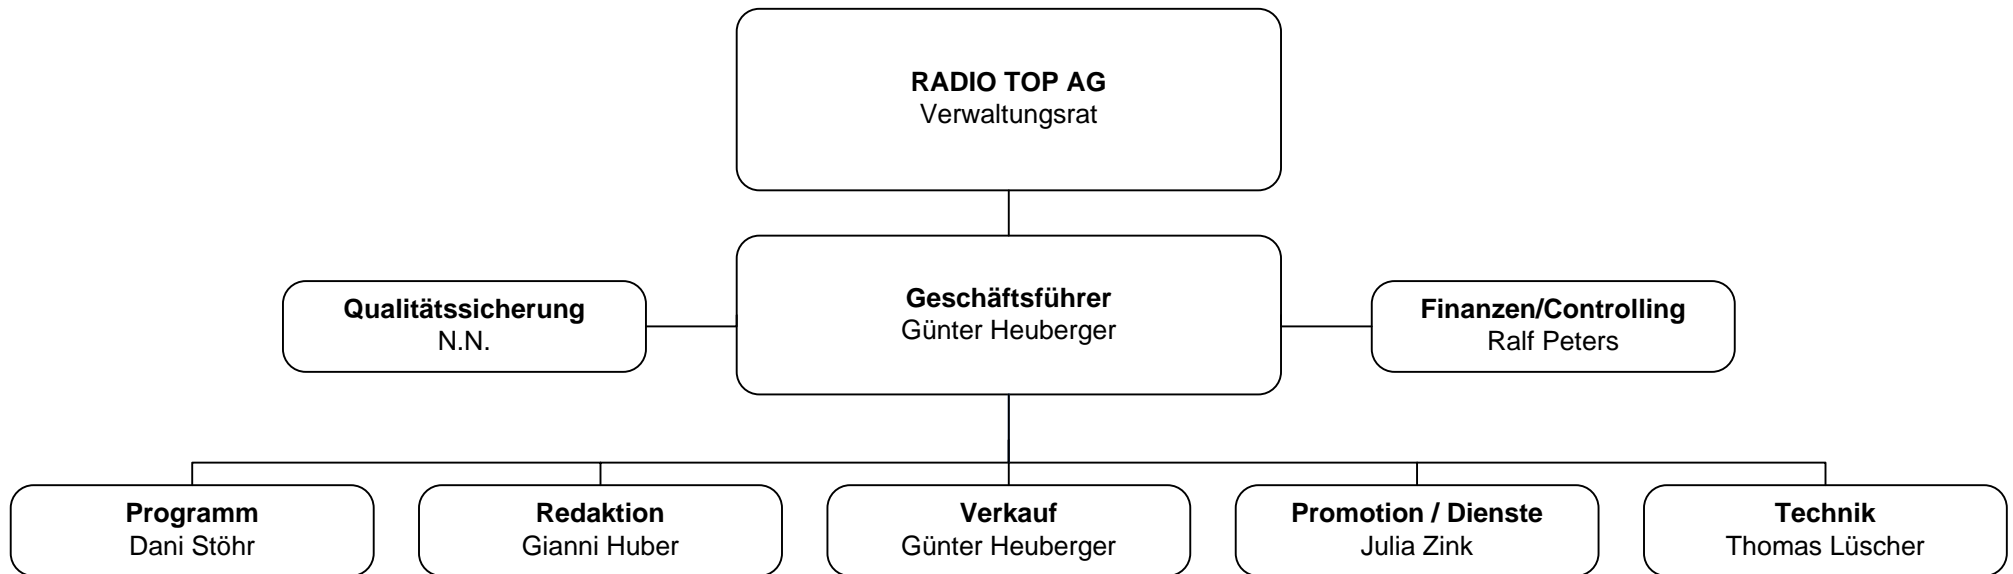 RADIO TOP AG
Verwaltungsrat
Geschäftsführer
Günter Heuberger
Qualitätssicherung
N.N.
Finanzen/Controlling
Ralf Peters
Programm
Dani Stöhr
Redaktion
Gianni Huber
Verkauf
Günter Heuberger
Promotion / Dienste
Julia Zink
Technik
Thomas Lüscher